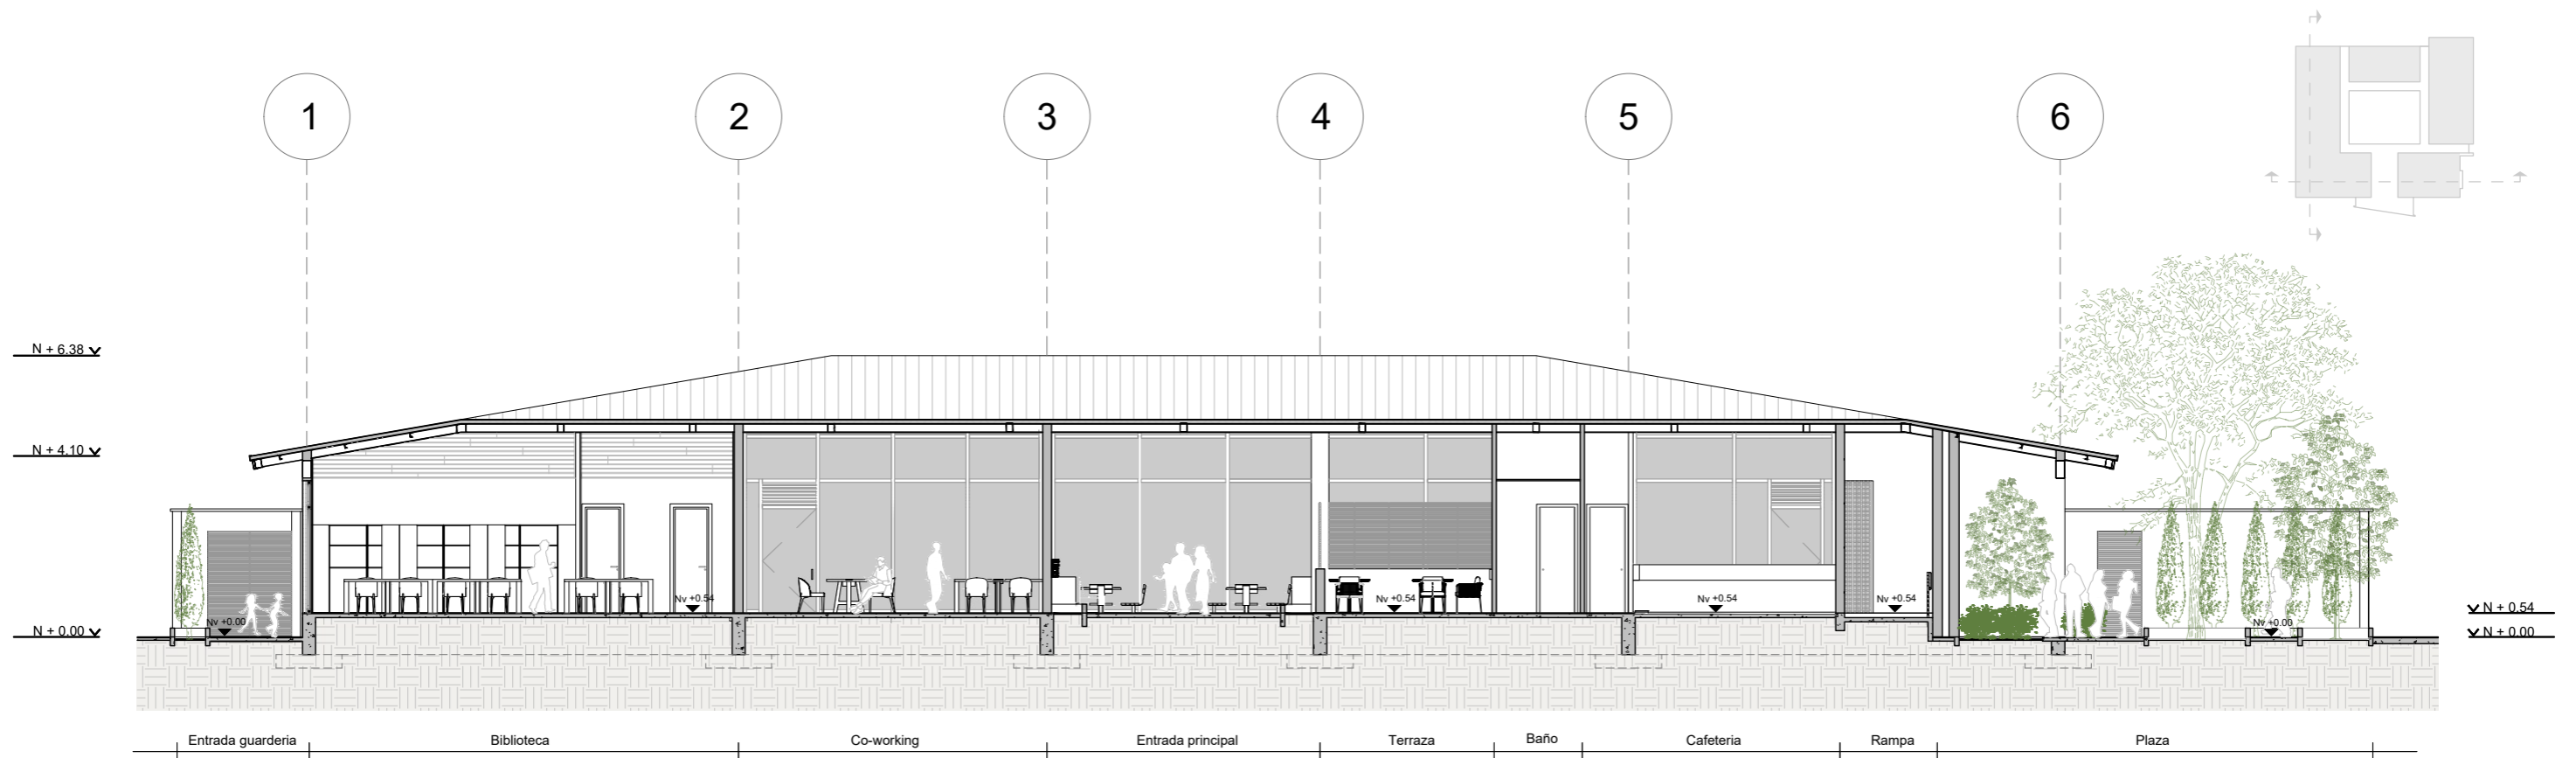 1 2 3 4 5 6
N + 6.38
N + 4.10
Nv +0.54 Nv +0.54 Nv +0.54 Nv +0.54
N + 0.54
Nv +0.00 Nv +0.00
N + 0.00 N + 0.00
Entrada guarderia Biblioteca Co-working Entrada principal Terraza Baño Cafeteria Rampa Plaza